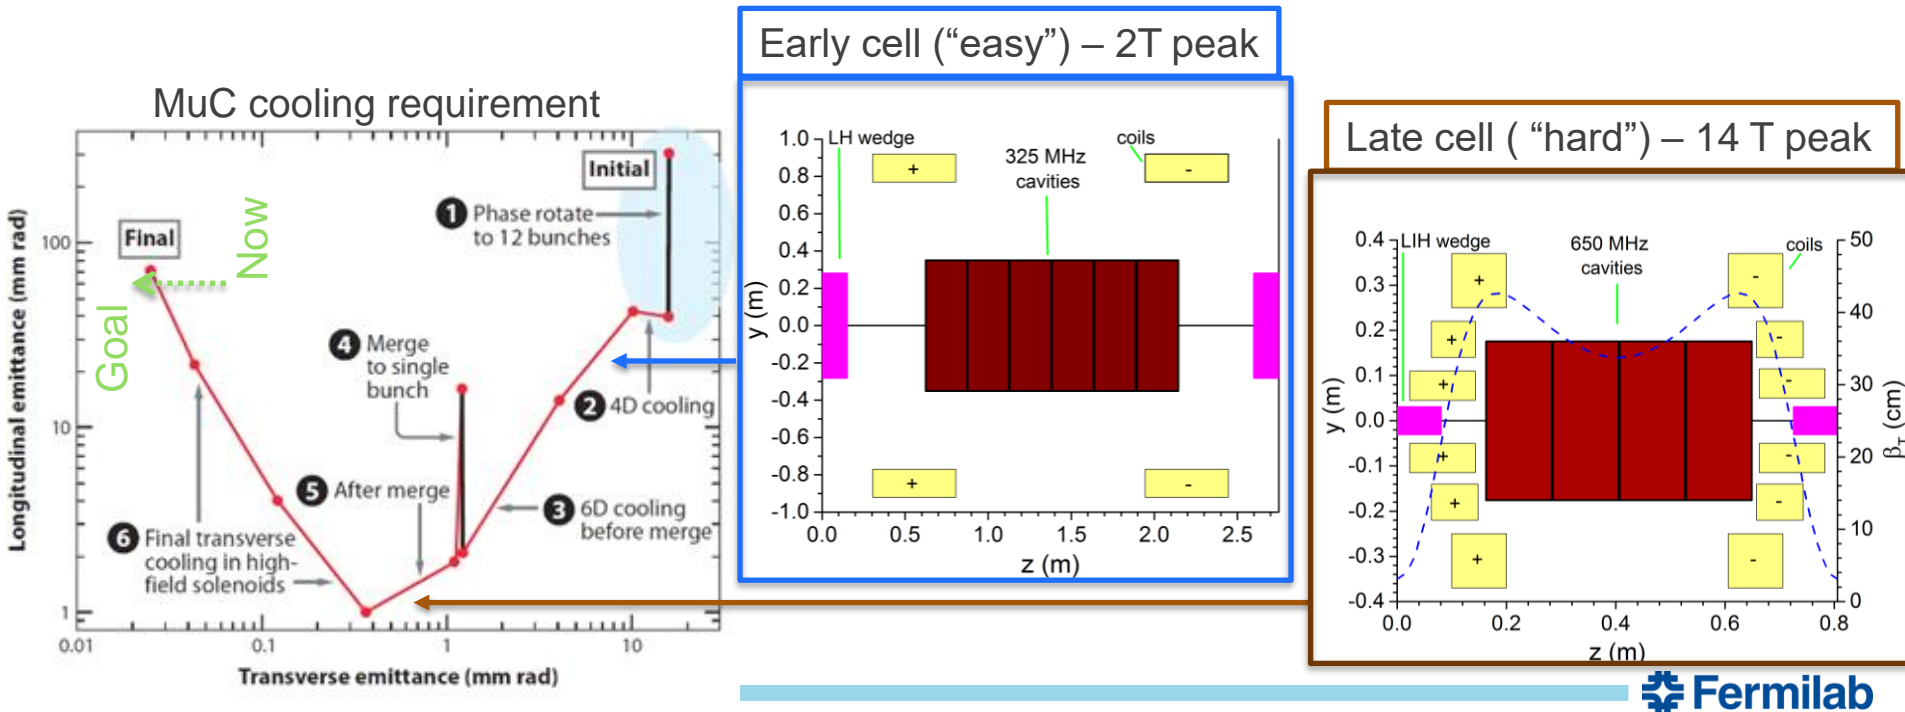 Early cell (“easy”) – 2T peak
MuC cooling requirement
Late cell ( “hard”) – 14 T peak
Longitudinal emittance (mm rad)
100
10
1
0.01
0.1
1
10
Transverse emittance (mm rad)
Initial
Final
Now
Goal
1 Phase rotate
to 12 bunches
4 Merge
to single
bunch
2 4D cooling
5 After merge
3 6D cooling
before merge
6 Final transverse
cooling in high-
field solenoids
LH wedge
325 MHz
cavities
coils
+
-
+
-
y (m)
1.0
0.8
0.6
0.4
0.2
0.0
-0.2
-0.4
-0.6
-0.8
-1.0
0.0
0.5
1.0
1.5
2.0
2.5
z (m)
LIH wedge
650 MHz
cavities
coils
+
-
+
-
+
-
+
-
+
-
+
-
y (m)
0.4
0.3
0.2
0.1
0.0
-0.1
-0.2
-0.3
-0.4
50
40
30
20
10
0
βT (cm)
0.0
0.2
0.4
0.6
0.8
z (m)
Fermilab